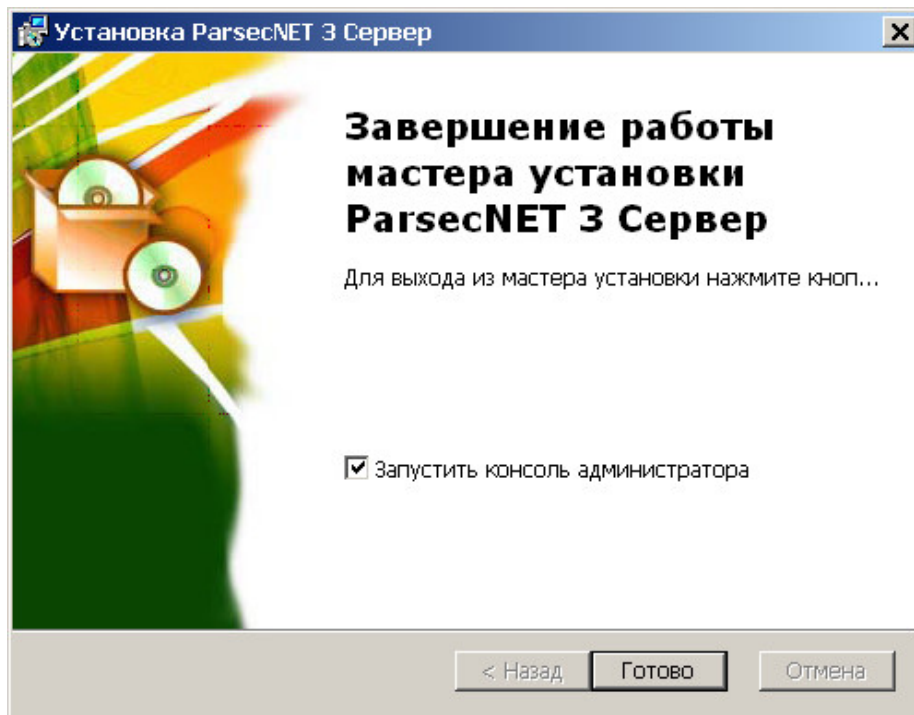 Установка ParsecNET 3 Сервер
Завершение работы
мастера установки
ParsecNET 3 Сервер
Для выхода из мастера установки нажмите кноп...
Запустить консоль администратора
< Назад
Готово
Отмена